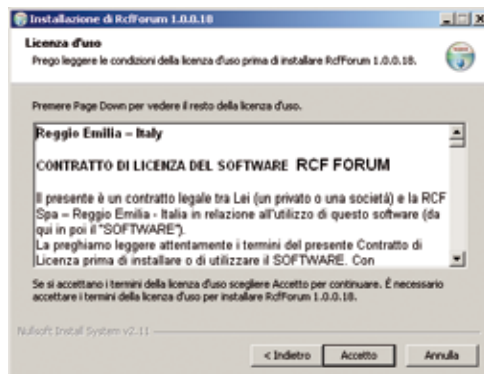 Installazione di RcfForum 1.0.0.18
Licenza d'uso
Prego leggere le condizioni della licenza d'uso prima di installare RcfForum 1.0.0.18.
Premere Page Down per vedere il resto della licenza d'uso.
Reggio Emilia – Italy
CONTRATTO DI LICENZA DEL SOFTWARE RCF FORUM
Il presente è un contratto legale tra Lei (un privato o una società) e la RCF
Spa – Reggio Emilia - Italia in relazione all'utilizzo di questo software (da
qui in poi il "SOFTWARE").
La preghiamo leggere attentamente i termini del presente Contratto di
Licenza prima di installare o di utilizzare il SOFTWARE. Con
Se si accettano i termini della licenza d'uso scegliere Accetto per continuare. È necessario
accettare i termini della licenza d'uso per installare RcfForum 1.0.0.18.
Nullsoft Install System v2.11
< Indietro Accetto Annulla